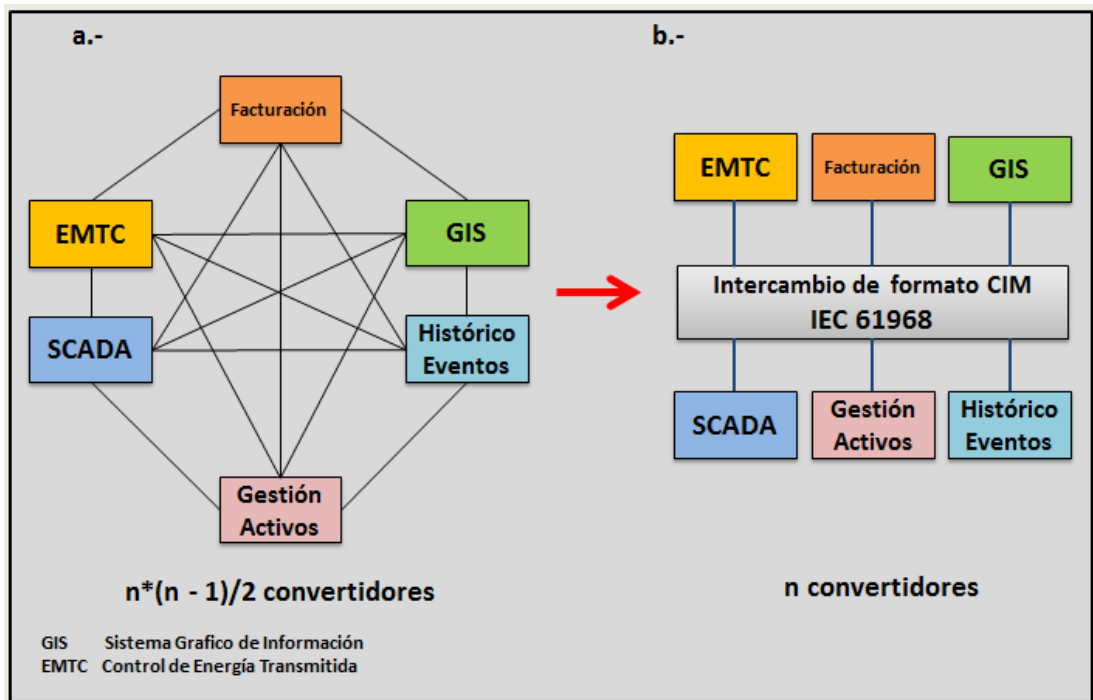 a.-
Facturación
EMTC
GIS
SCADA
Histórico
Eventos
Gestión
Activos
n*(n - 1)/2 convertidores
GIS Sistema Grafico de Información
EMTC Control de Energía Transmitida
b.-
EMTC
Facturación
GIS
Intercambio de formato CIM
IEC 61968
SCADA
Gestión
Activos
Histórico
Eventos
n convertidores